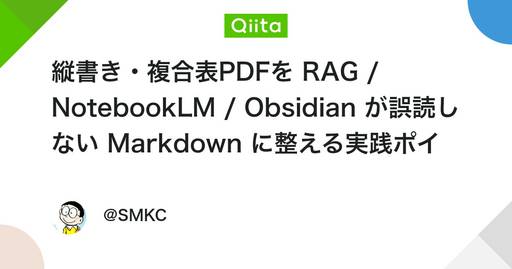 Qiita
縦書き・複合表PDFを RAG /
NotebookLM / Obsidian が誤読し
ない Markdown に整える実践ポイ
@SMKC